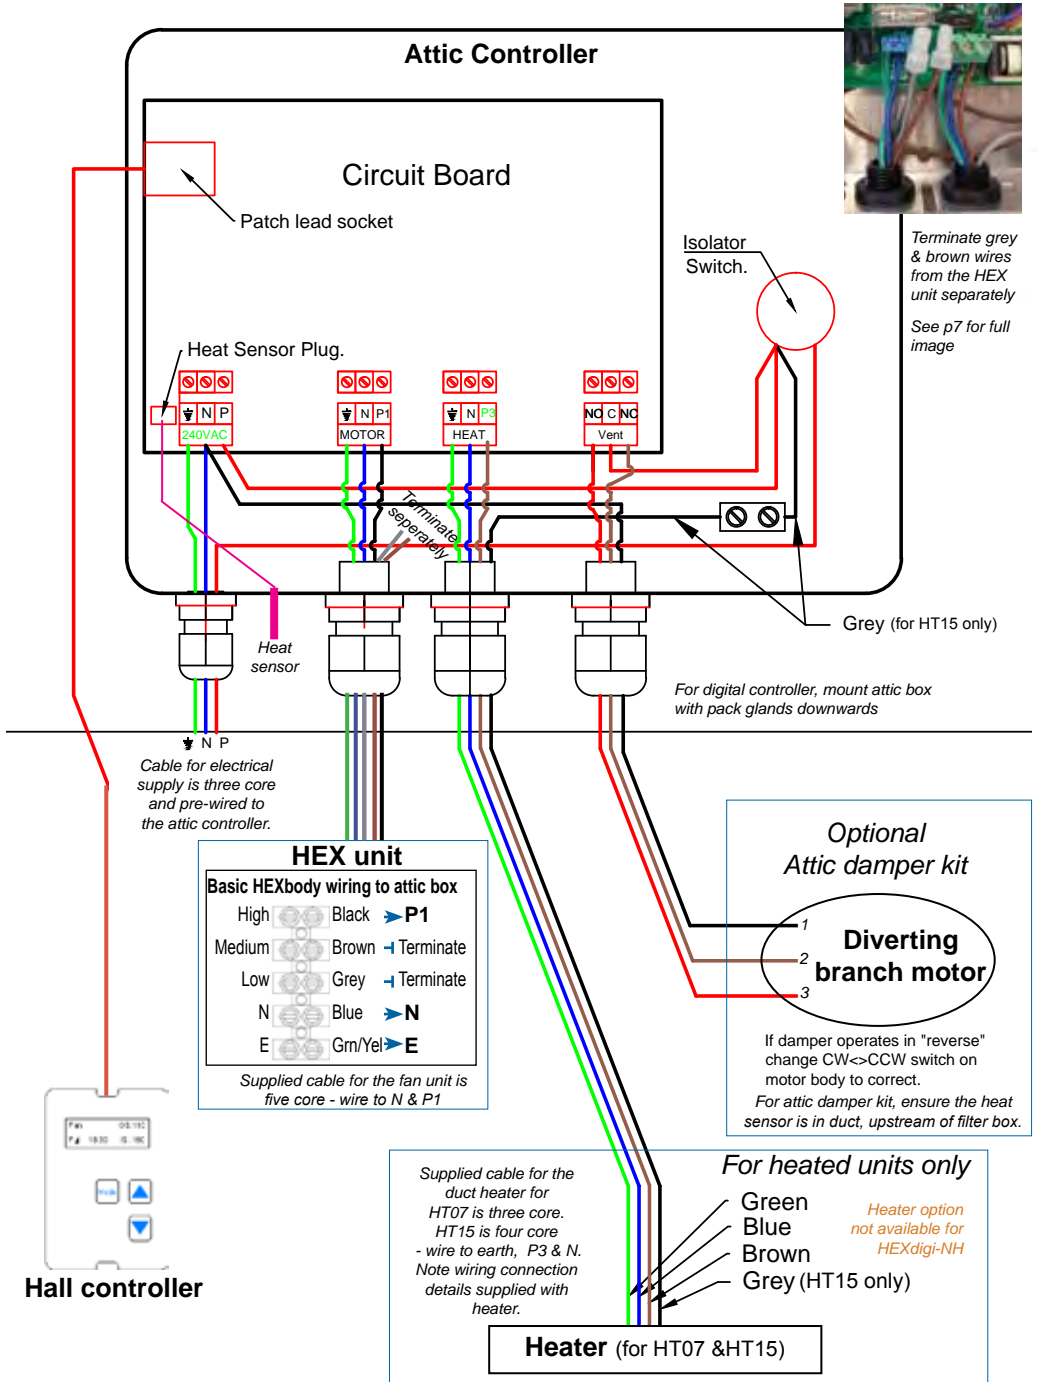 Attic Controller
Circuit Board
Patch lead socket
Isolator
Switch.
Terminate grey
& brown wires
from the HEX
unit separately
See p7 for full
image
Heat Sensor Plug.
N P
240VAC
N P1
MOTOR
N P3
HEAT
NO C NC
Vent
Terminate
seperately
Grey (for HT15 only)
Heat
sensor
For digital controller, mount attic box
with pack glands downwards
N P
Cable for electrical
supply is three core
and pre-wired to
the attic controller.
HEX unit
Basic HEXbody wiring to attic box
High Black P1
Medium Brown Terminate
Low Grey Terminate
N Blue N
E Grn/Yel E
Supplied cable for the fan unit is
five core - wire to N & P1
Optional
Attic damper kit
1
2
3
Diverting
branch motor
If damper operates in "reverse"
change CW<>CCW switch on
motor body to correct.
For attic damper kit, ensure the heat
sensor is in duct, upstream of filter box.
Hall controller
For heated units only
Supplied cable for the
duct heater for
HT07 is three core.
HT15 is four core
- wire to earth, P3 & N.
Note wiring connection
details supplied with
heater.
Green
Blue
Brown
Grey (HT15 only)
Heater option
not available for
HEXdigi-NH
Heater (for HT07 &HT15)